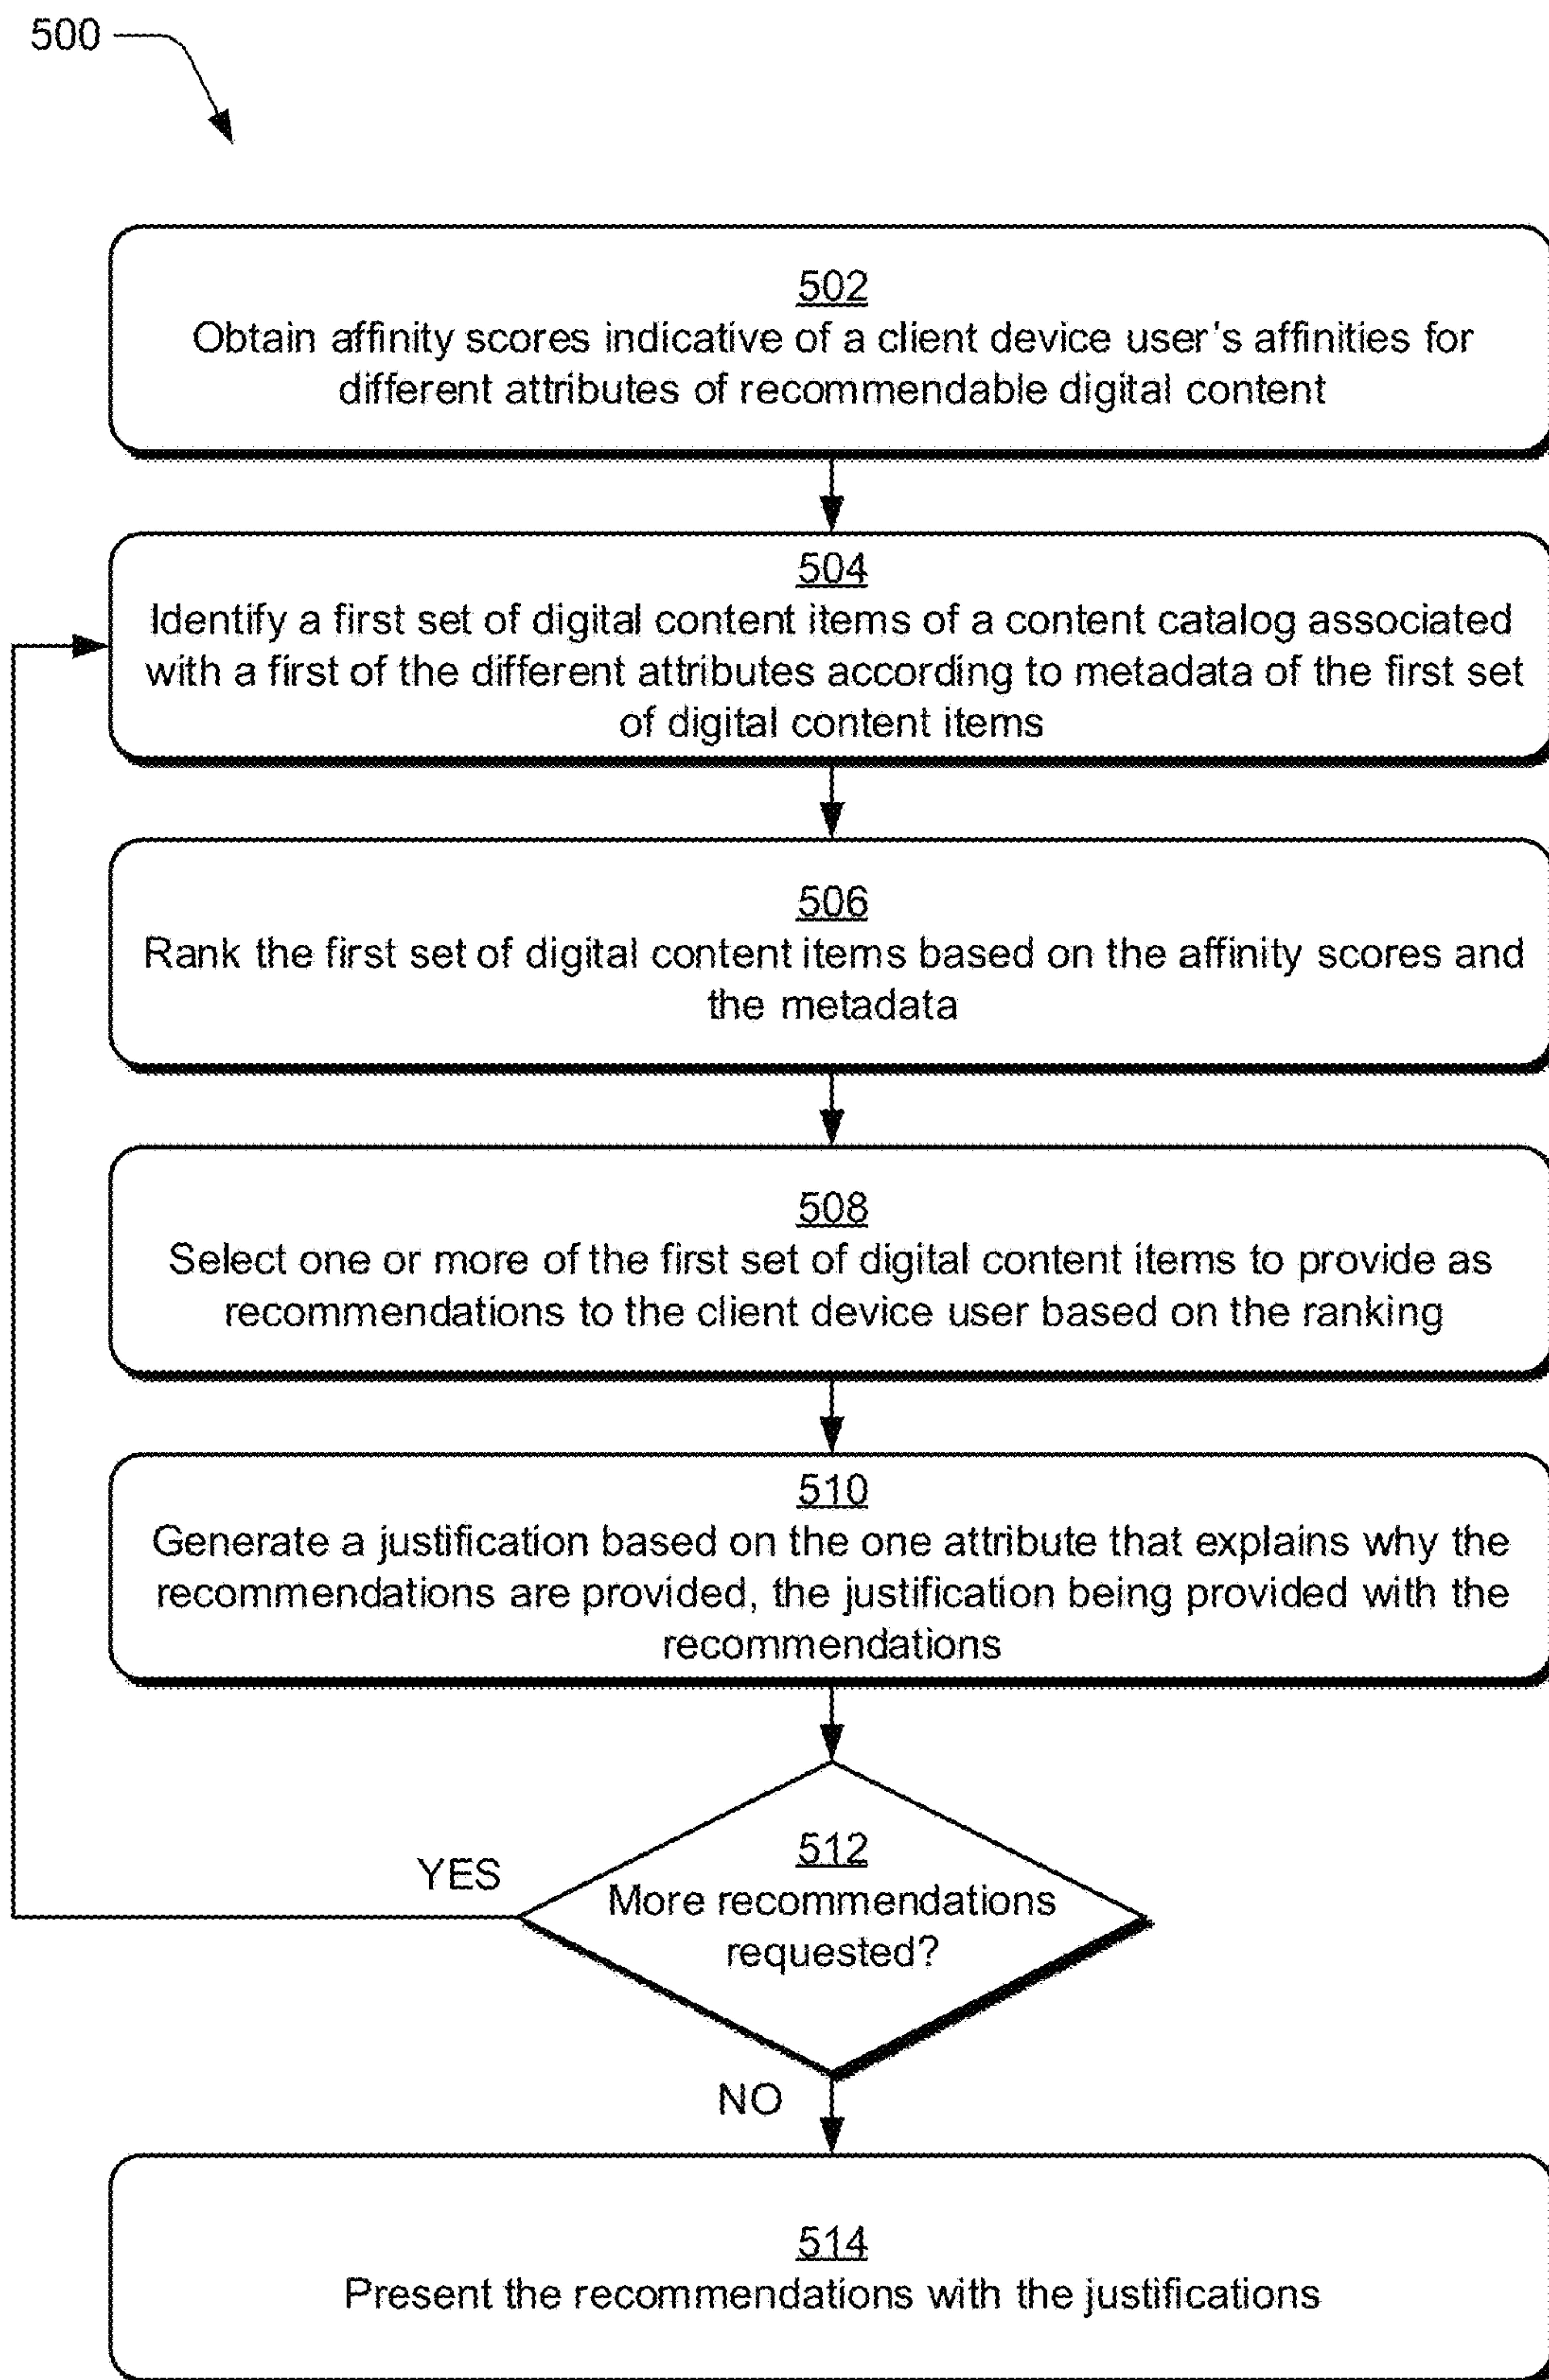 500
502
Obtain affinity scores indicative of a client device user's affinities for
different attributes of recommendable digital content
504
Identify a first set of digital content items of a content catalog associated
with a first of the different attributes according to metadata of the first set
of digital content items
506
Rank the first set of digital content items based on the affinity scores and
the metadata
508
Select one or more of the first set of digital content items to provide as
recommendations to the client device user based on the ranking
510
Generate a justification based on the one attribute that explains why the
recommendations are provided, the justification being provided with the
recommendations
512
YES
More recommendations
requested?
NO
514
Present the recommendations with the justifications